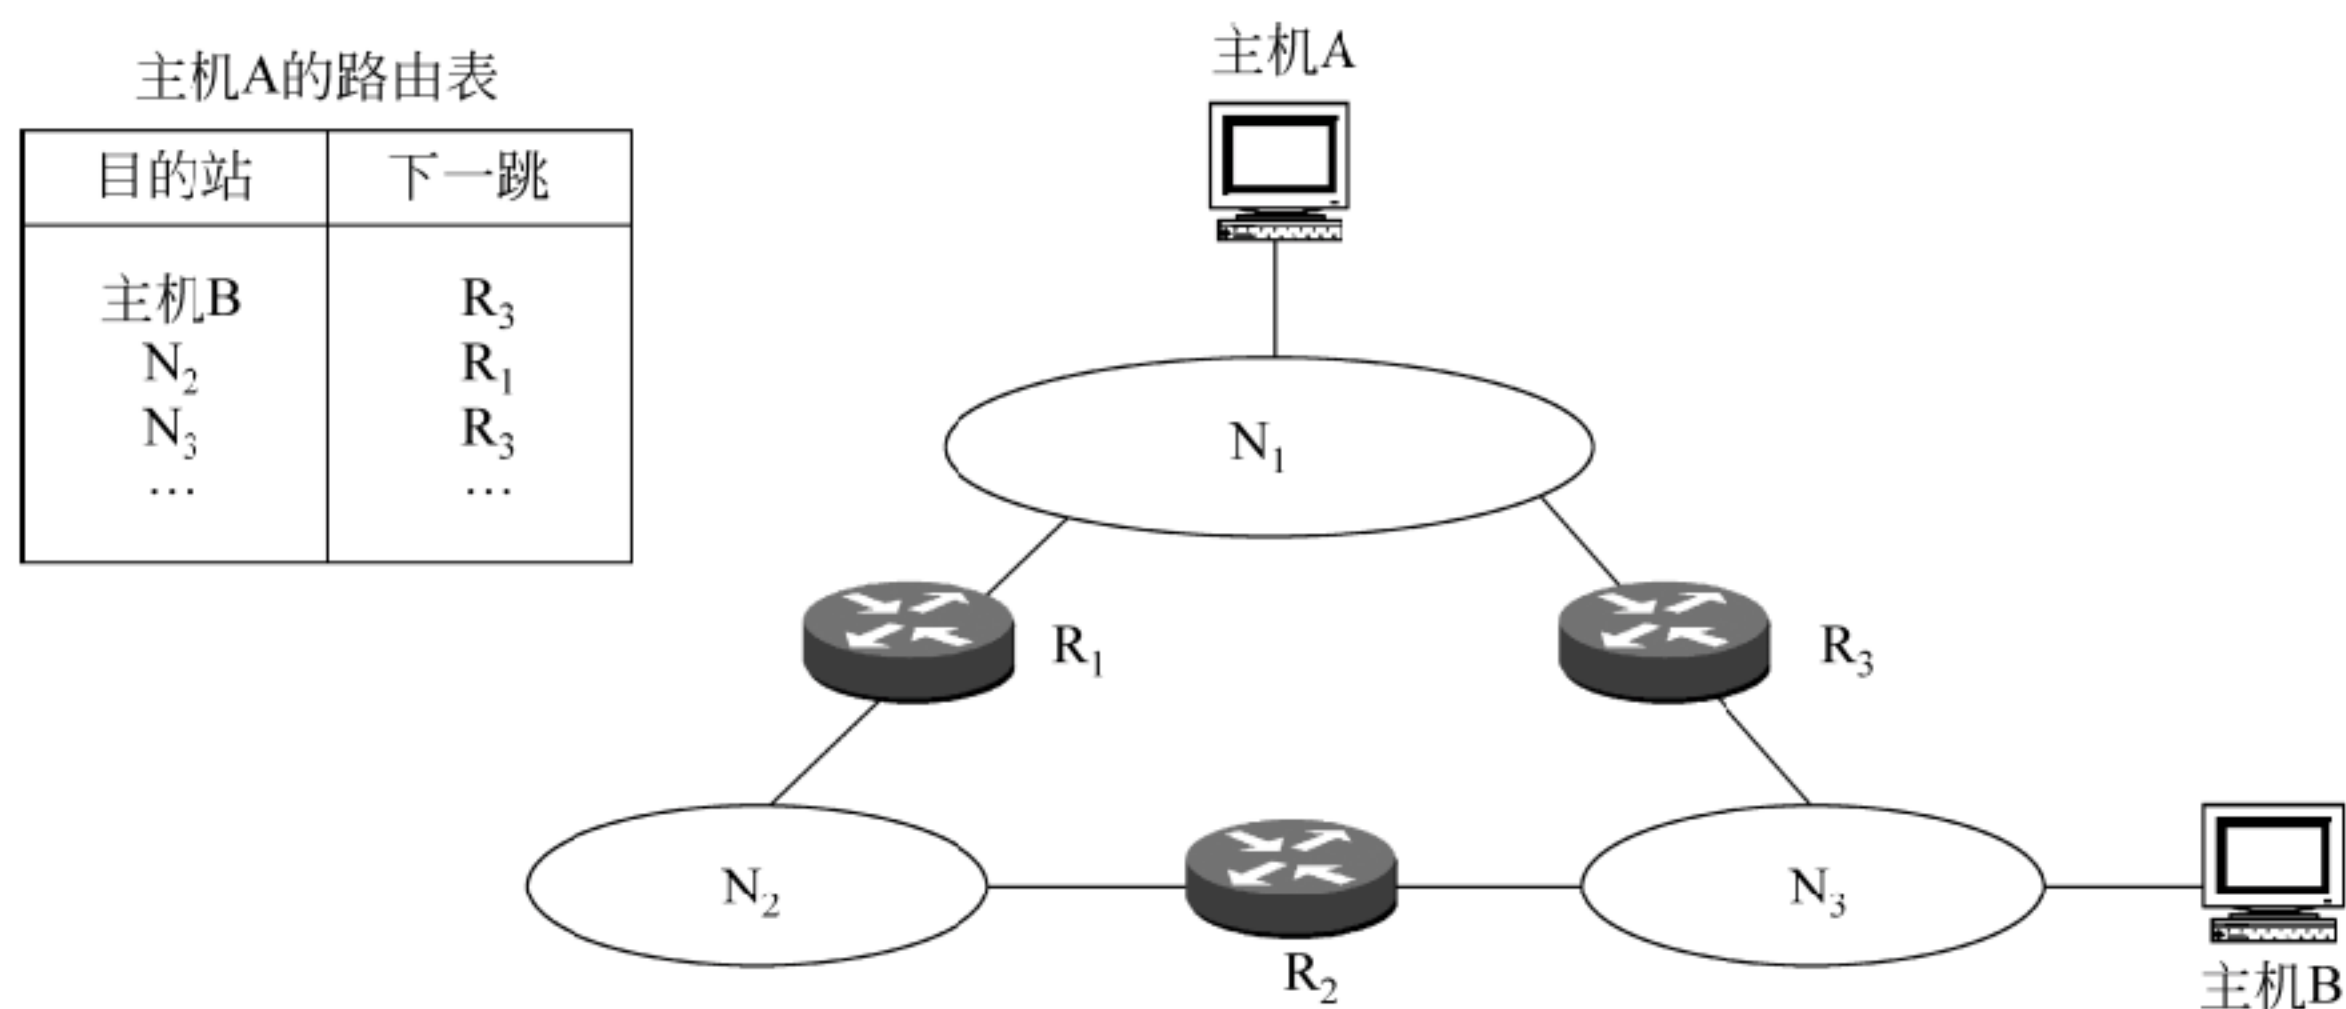 主机A的路由表
目的站 下一跳
主机B R₃
N₂ R₁
N₃ R₃
… …
主机A
N₁
R₁
R₃
N₂
N₃
R₂
主机B